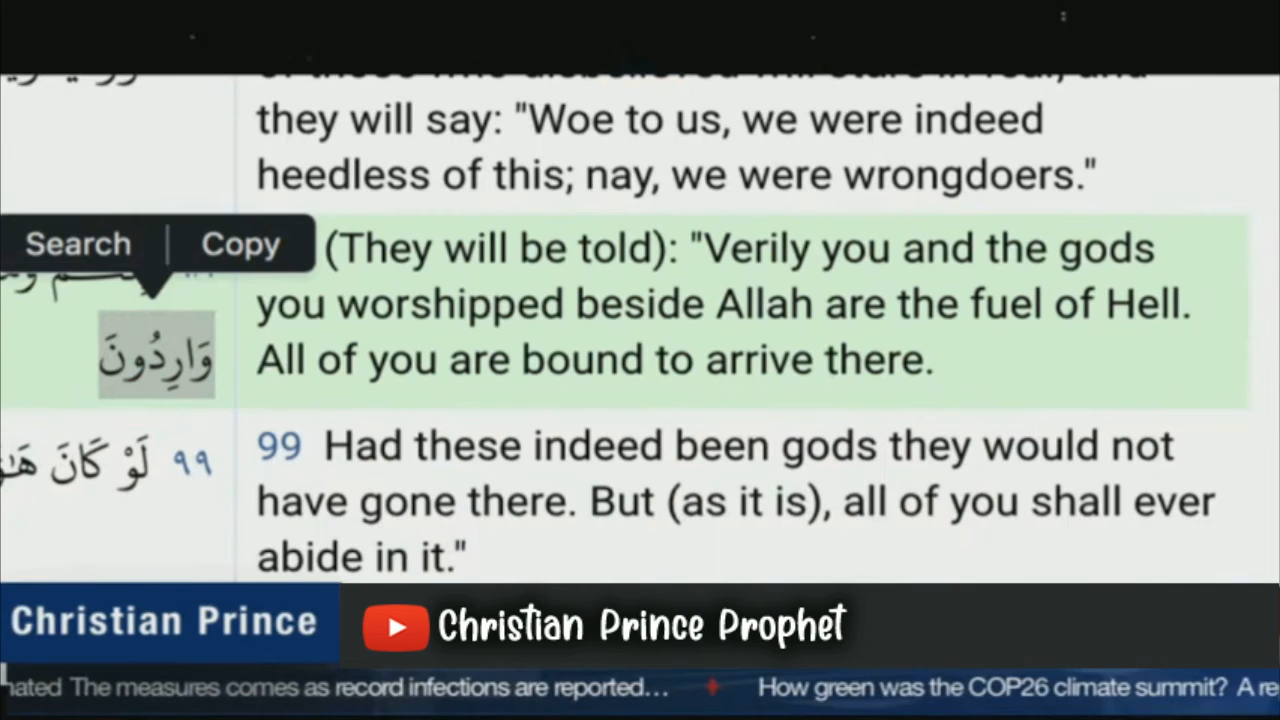 they will say: "Woe to us, we were indeed
heedless of this; nay, we were wrongdoers."
Search Copy
(They will be told): "Verily you and the gods
you worshipped beside Allah are the fuel of Hell.
وَارِدُونَ
All of you are bound to arrive there.
٩٩ لَوْ كَانَ
99 Had these indeed been gods they would not
have gone there. But (as it is), all of you shall ever
abide in it."
Christian Prince
Christian Prince Prophet
The measures comes as record infections are reported... How green was the COP26 climate summit? A